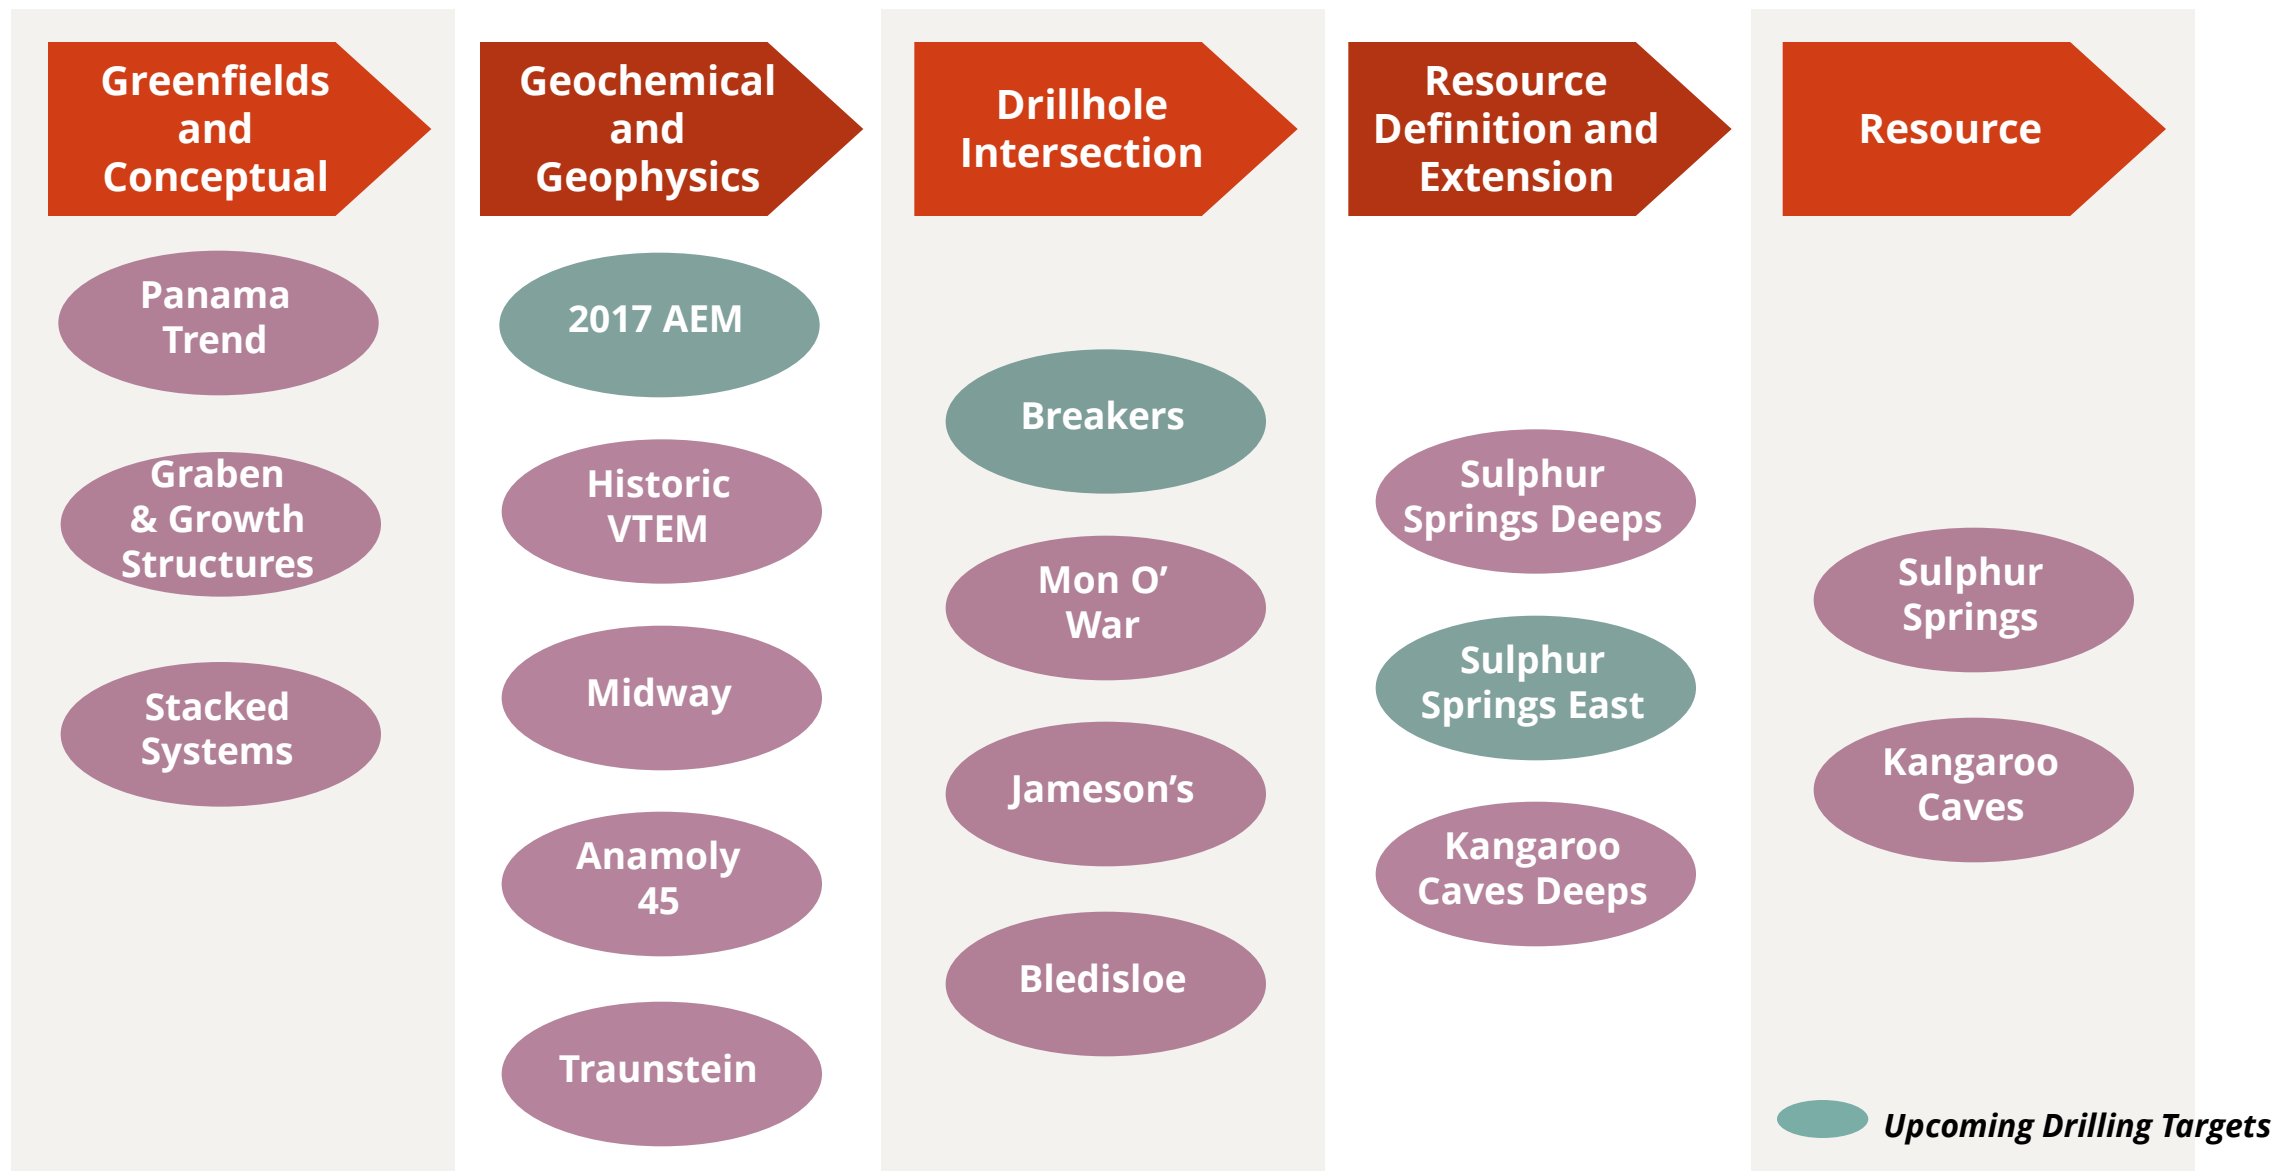 Greenfields
and
Conceptual
Panama
Trend
Graben
& Growth
Structures
Stacked
Systems
Geochemical
and
Geophysics
2017 AEM
Historic
VTEM
Midway
Anamoly
45
Traunstein
Drillhole
Intersection
Breakers
Mon O’
War
Jameson’s
Bledisloe
Resource
Definition and
Extension
Sulphur
Springs Deeps
Sulphur
Springs East
Kangaroo
Caves Deeps
Resource
Sulphur
Springs
Kangaroo
Caves
Upcoming Drilling Targets